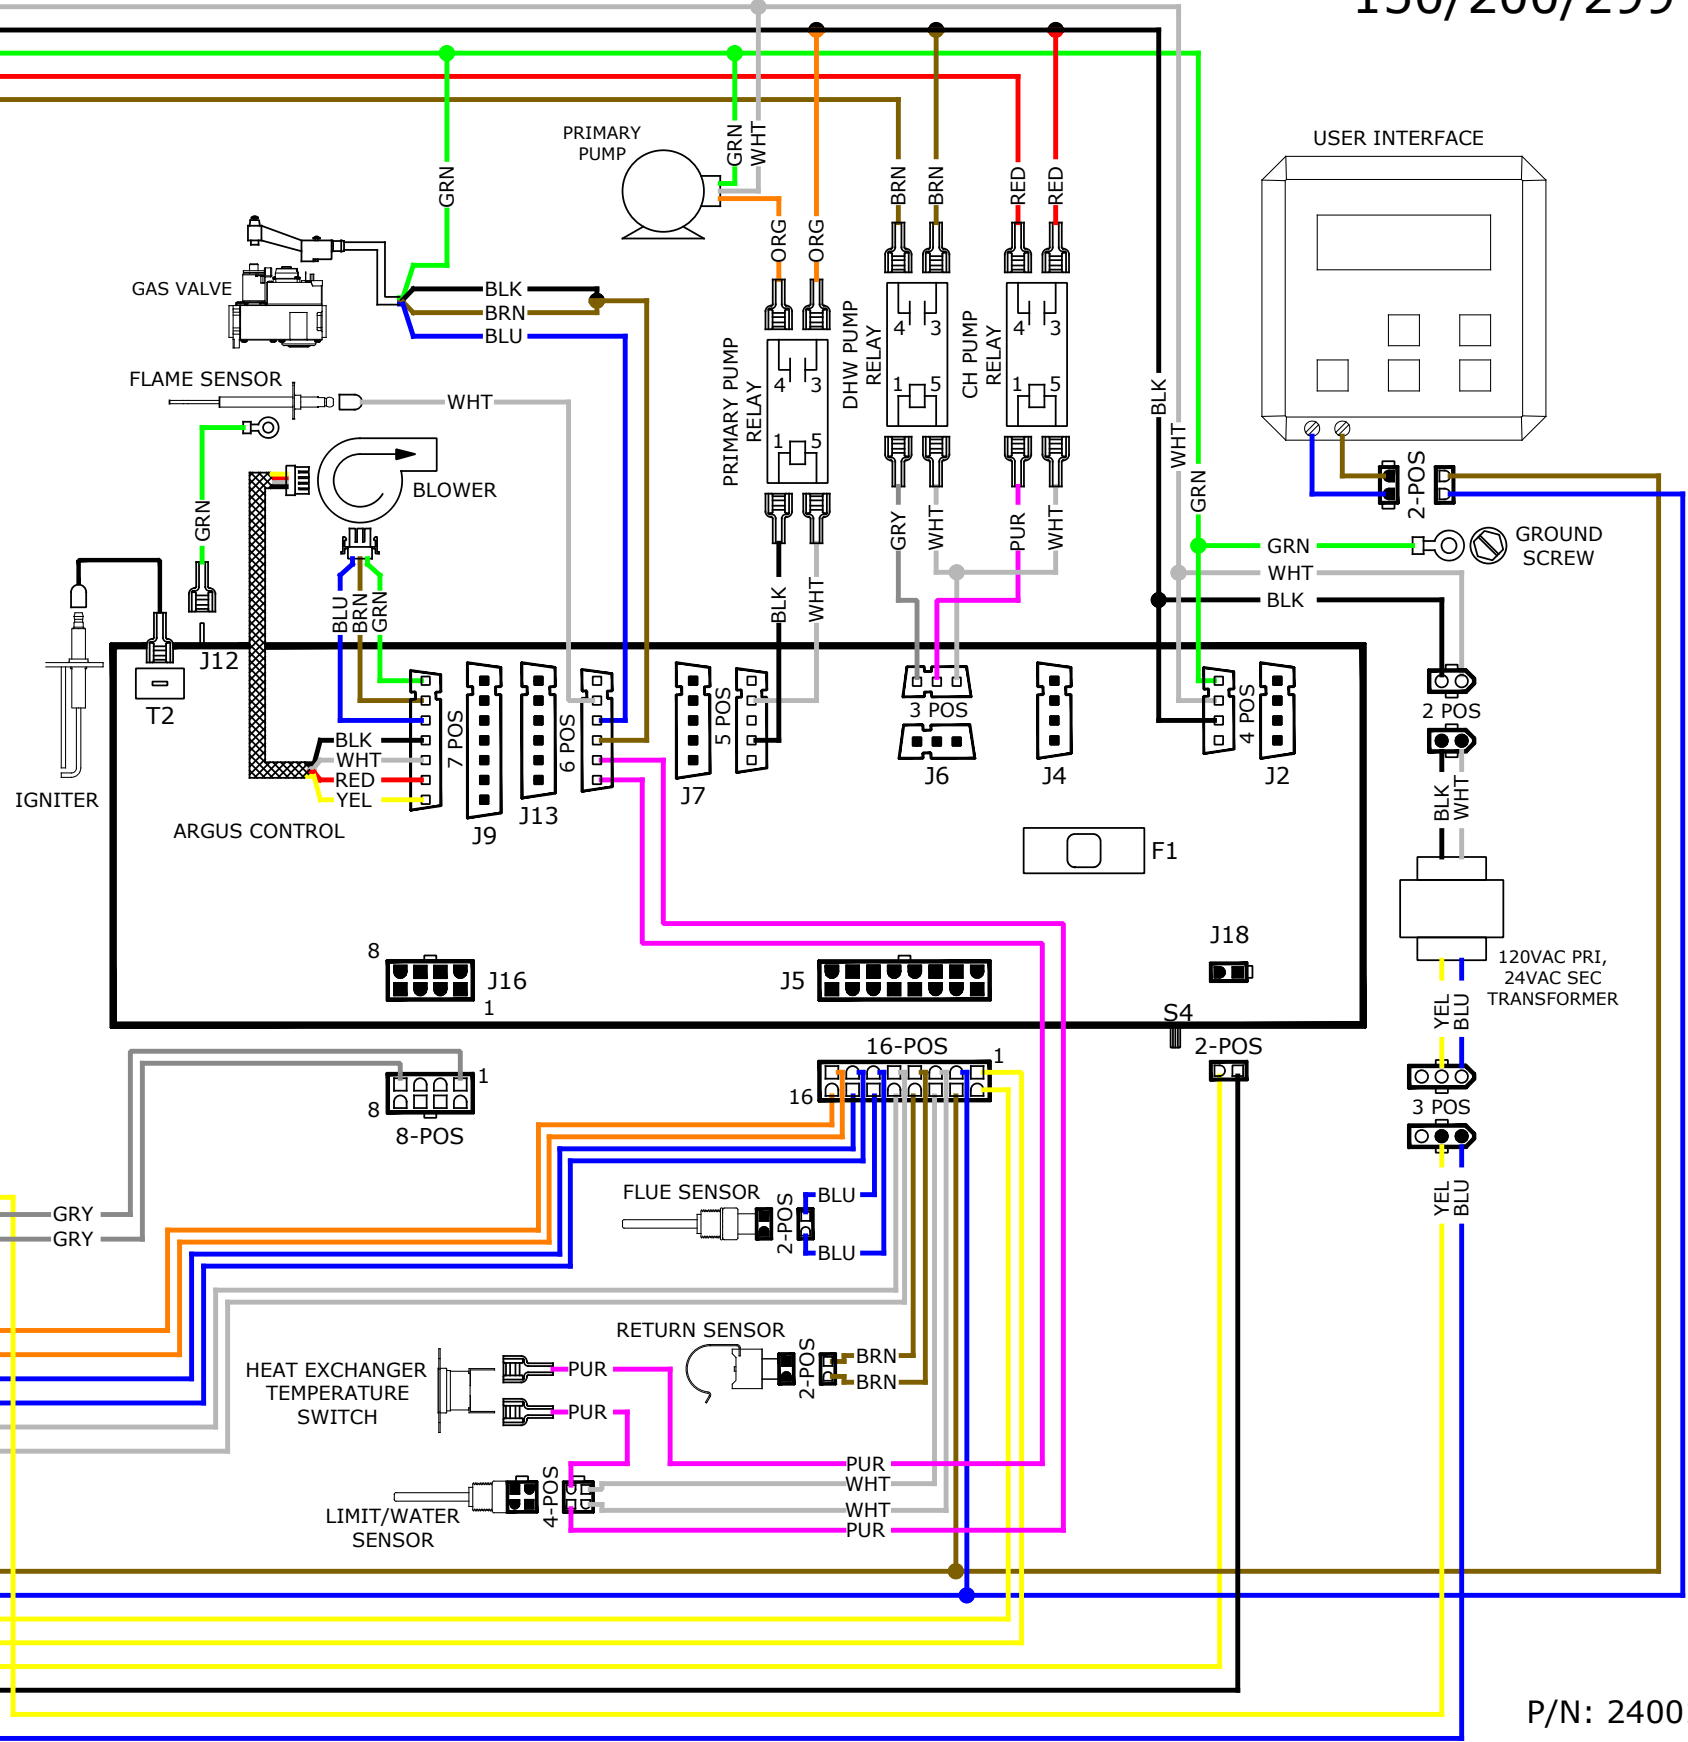 USER INTERFACE
PRIMARY
PUMP
GRN
WHT
GRN
ORG
ORG
BRN
BRN
RED
RED
GAS VALVE
BLK
BRN
BLU
FLAME SENSOR
WHT
PRIMARY PUMP
RELAY
4 3
1 5
DHW PUMP
RELAY
4 3
1 5
CH PUMP
RELAY
4 3
1 5
BLK
WHT
GRN
BLOWER
2-POS
GROUND
SCREW
GRN
WHT
BLK
GRN
BLU
BRN
GRN
BLK
WHT
GRY
WHT
PUR
WHT
J12
T2
IGNITER
BLK
WHT
RED
YEL
7 POS
J9
J13
6 POS
J7
5 POS
3 POS
J6
J4
4 POS
J2
2 POS
BLK
WHT
ARGUS CONTROL
F1
J18
8
J16
1
J5
S4
120VAC PRI,
24VAC SEC
TRANSFORMER
YEL
BLU
16-POS
1
16
2-POS
1
8
8-POS
3 POS
YEL
BLU
GRY
GRY
FLUE SENSOR
2-POS
BLU
BLU
RETURN SENSOR
2-POS
BRN
BRN
HEAT EXCHANGER
TEMPERATURE
SWITCH
PUR
PUR
LIMIT/WATER
SENSOR
4-POS
PUR
WHT
WHT
PUR
P/N: 2400